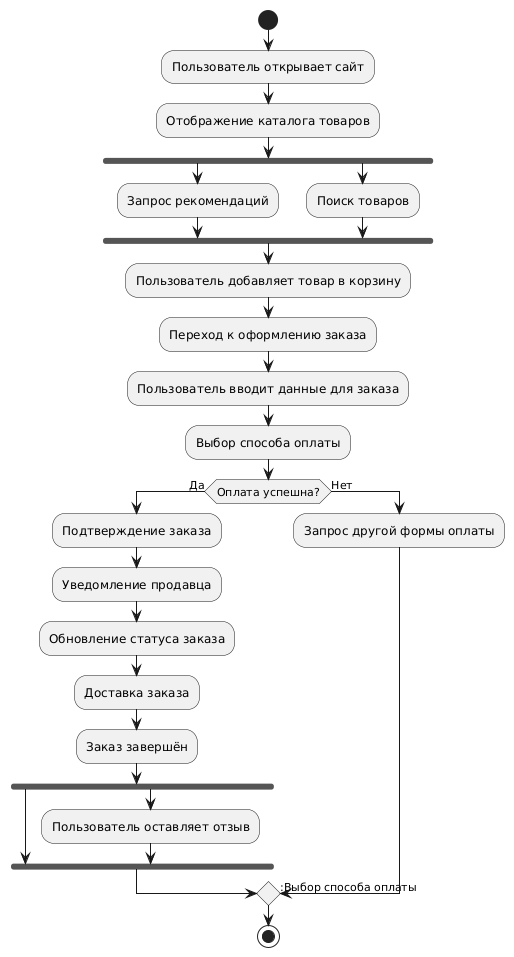 Пользователь открывает сайт
Отображение каталога товаров
Запрос рекомендаций
Поиск товаров
Пользователь добавляет товар в корзину
Переход к оформлению заказа
Пользователь вводит данные для заказа
Выбор способа оплаты
Да
Оплата успешна?
Нет
Подтверждение заказа
Запрос другой формы оплаты
Уведомление продавца
Обновление статуса заказа
Доставка заказа
Заказ завершён
Пользователь оставляет отзыв
:Выбор способа оплаты